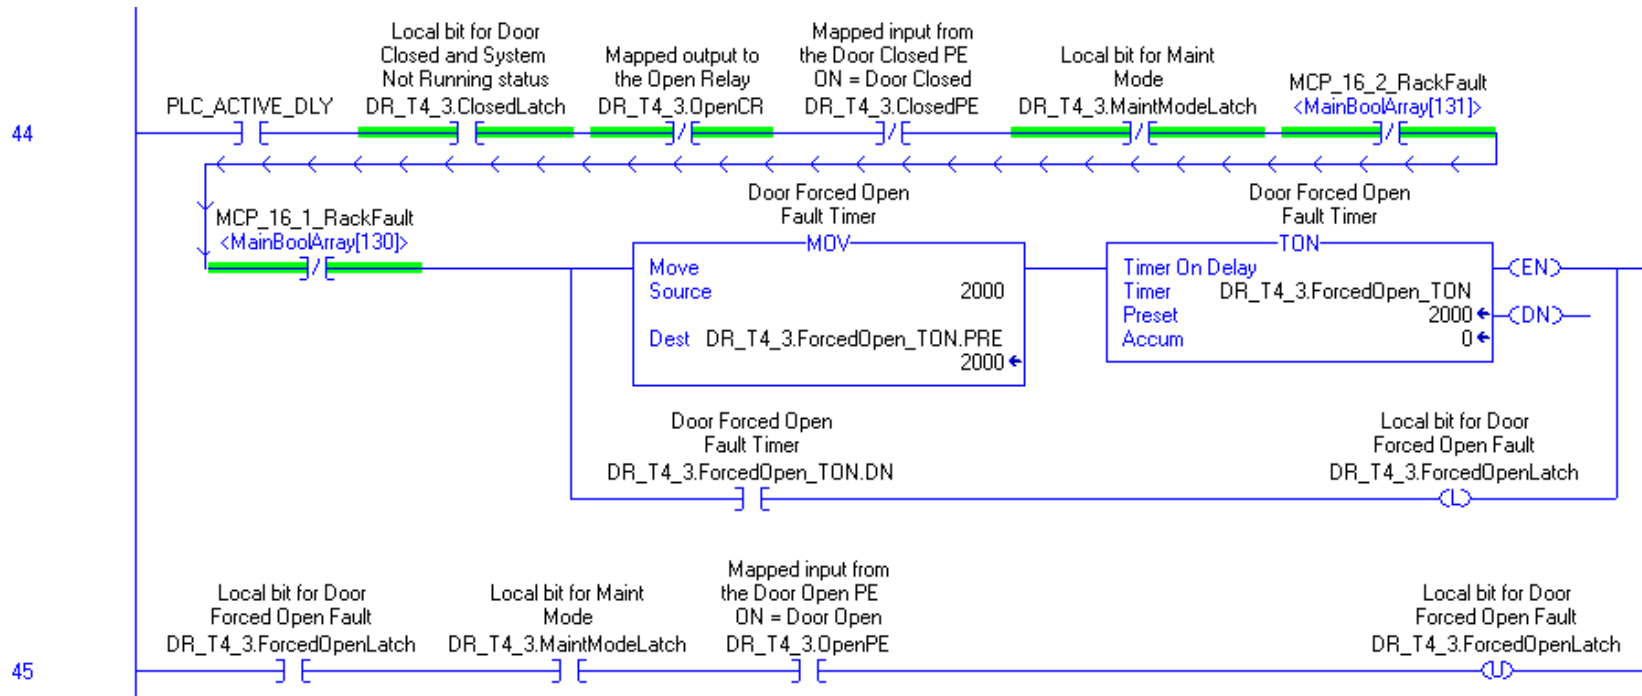 Local bit for Door
Closed and System
Not Running status
DR_T4_3.ClosedLatch
Mapped output to
the Open Relay
DR_T4_3.OpenCR
Mapped input from
the Door Closed PE
ON = Door Closed
DR_T4_3.ClosedPE
Local bit for Maint
Mode
DR_T4_3.MaintModeLatch
MCP_16_2_RackFault
<MainBoolArray[131]>
PLC_ACTIVE_DLY
44
MCP_16_1_RackFault
<MainBoolArray[130]>
Door Forced Open
Fault Timer
MOV
Move
Source 2000
Dest DR_T4_3.ForcedOpen_TON.PRE
2000
Door Forced Open
Fault Timer
TON
Timer On Delay
Timer DR_T4_3.ForcedOpen_TON
Preset 2000
Accum 0
EN
DN
Door Forced Open
Fault Timer
DR_T4_3.ForcedOpen_TON.DN
Local bit for Door
Forced Open Fault
DR_T4_3.ForcedOpenLatch
L
45
Local bit for Door
Forced Open Fault
DR_T4_3.ForcedOpenLatch
Local bit for Maint
Mode
DR_T4_3.MaintModeLatch
Mapped input from
the Door Open PE
ON = Door Open
DR_T4_3.OpenPE
Local bit for Door
Forced Open Fault
DR_T4_3.ForcedOpenLatch
U